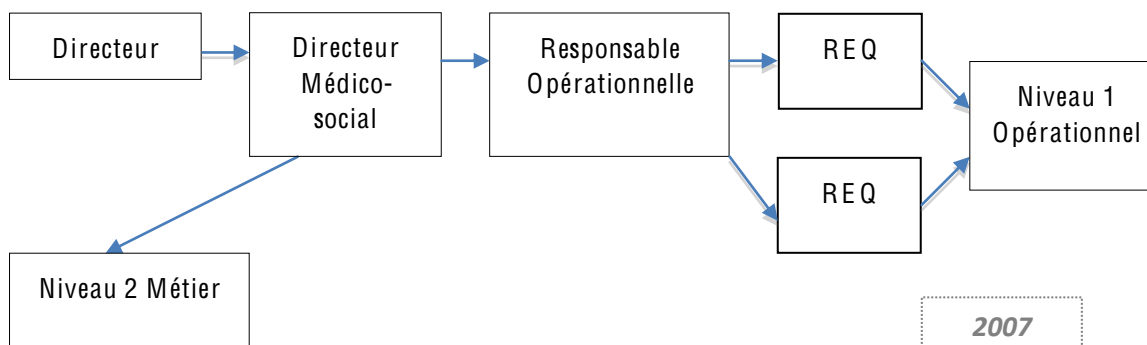 Directeur
Directeur
Médico-
social
Responsable
Opérationnelle
REQ
REQ
Niveau 1
Opérationnel
Niveau 2 Métier
2007